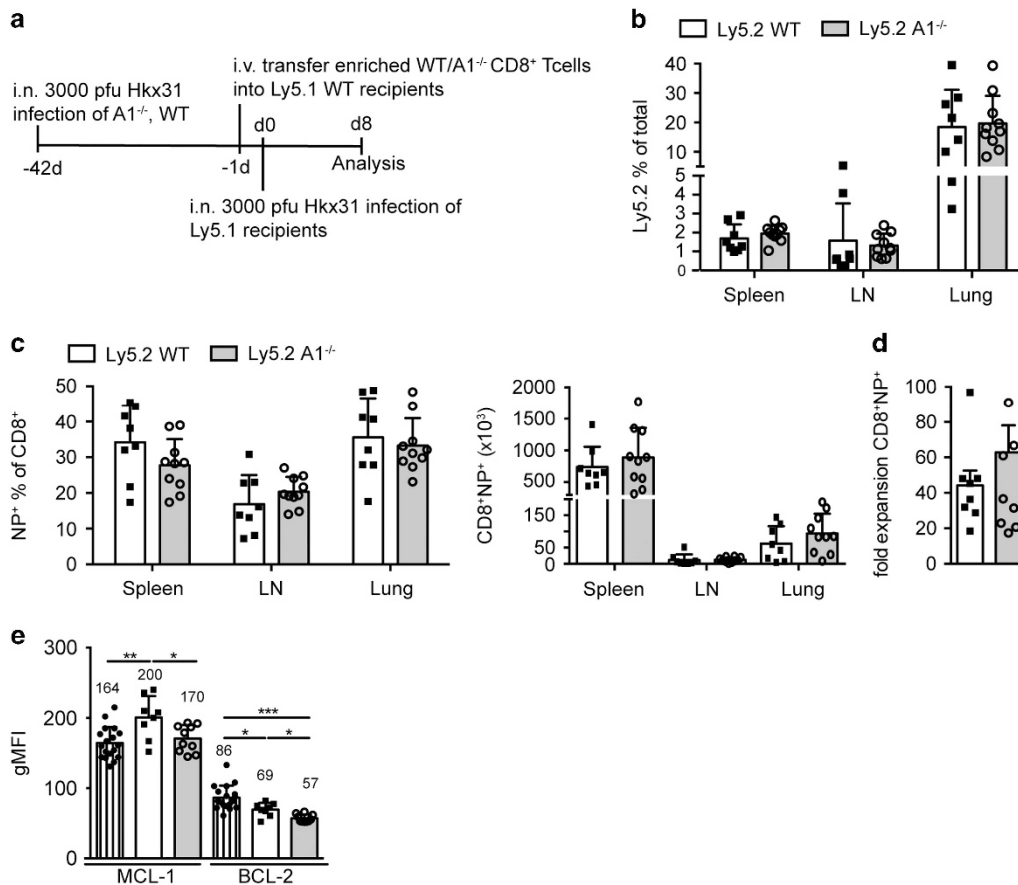 a
i.n. 3000 pfu Hkx31
infection of A1-/-, WT
i.v. transfer enriched WT/A1-/- CD8+ Tcells
into Ly5.1 WT recipients
d0
d8
-42d
-1d
Analysis
i.n. 3000 pfu Hkx31 infection of
Ly5.1 recipients
b
Ly5.2 WT
Ly5.2 A1-/-
Ly5.2 % of total
40
30
20
10
5
4
3
2
1
0
Spleen
LN
Lung
c
Ly5.2 WT
Ly5.2 A1-/-
NP+ % of CD8+
50
40
30
20
10
0
Spleen
LN
Lung
CD8+NP+ (x10³)
2000
1500
1000
500
150
50
0
Spleen
LN
Lung
d
fold expansion CD8+NP+
100
80
60
40
20
0
e
gMFI
300
200
100
0
**
*
164
200
170
***
*
*
86
69
57
MCL-1
BCL-2